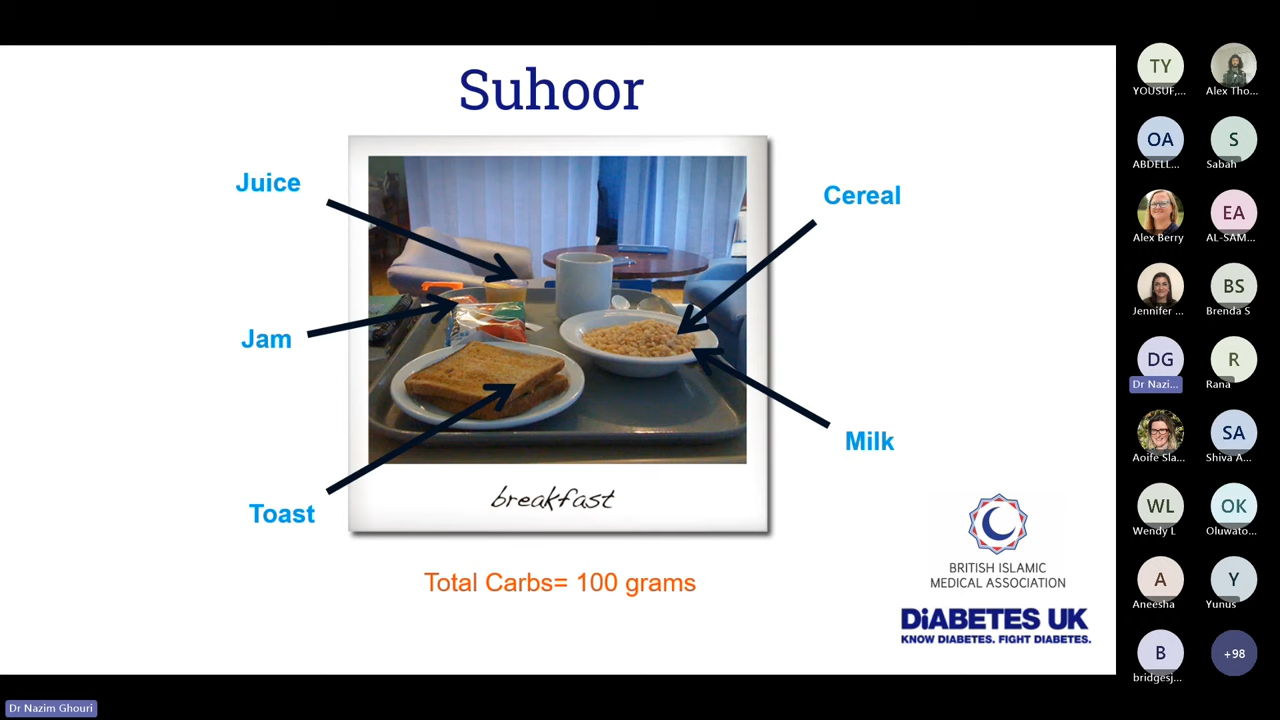 Suhoor
Juice
Cereal
Jam
Milk
Toast
breakfast
Total Carbs= 100 grams
BRITISH ISLAMIC
MEDICAL ASSOCIATION
DiABETES UK
KNOW DIABETES. FIGHT DIABETES.
TY
YOUSUF,...
Alex Tho...
OA
ABDELL...
S
Sabah
Alex Berry
EA
AL-SAM...
Jennifer ...
BS
Brenda S
DG
Dr Nazi...
R
Rana
Aoife Sla...
SA
Shiva A...
WL
Wendy L
OK
Oluwato...
A
Aneesha
Y
Yunus
B
bridgesj...
+98
Dr Nazim Ghouri